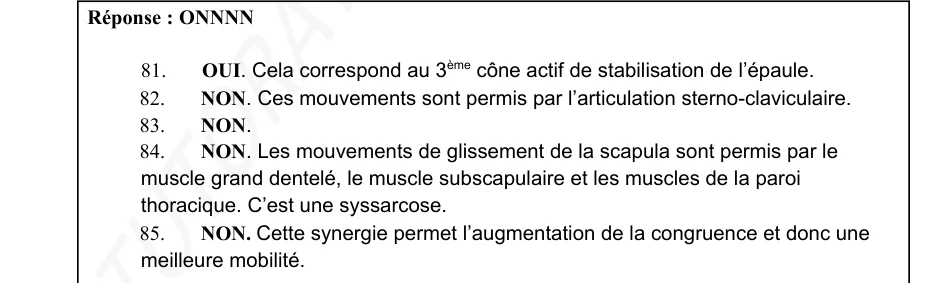 Réponse : ONNNN
81. OUI. Cela correspond au 3ème cône actif de stabilisation de l’épaule.
82. NON. Ces mouvements sont permis par l’articulation sterno-claviculaire.
83. NON.
84. NON. Les mouvements de glissement de la scapula sont permis par le
muscle grand dentelé, le muscle subscapulaire et les muscles de la paroi
thoracique. C’est une syssarcose.
85. NON. Cette synergie permet l’augmentation de la congruence et donc une
meilleure mobilité.